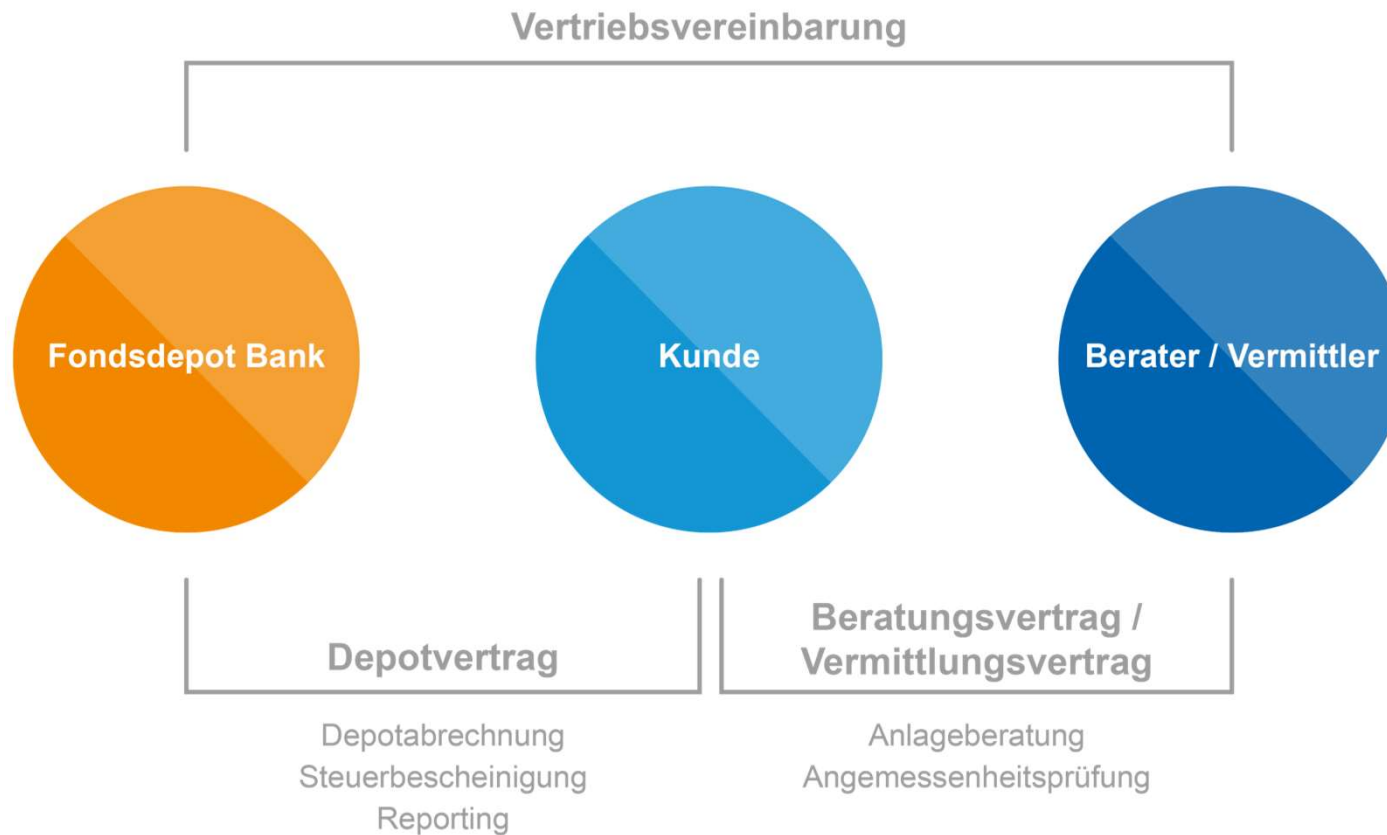 Vertriebsvereinbarung
Fondsdepot Bank
Kunde
Berater / Vermittler
Depotvertrag
Beratungsvertrag /
Vermittlungsvertrag
Depotabrechnung
Steuerbescheinigung
Reporting
Anlageberatung
Angemessenheitsprüfung